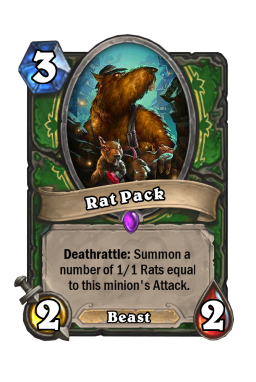 3
Rat Pack
Deathrattle: Summon a
number of 1/1 Rats equal
to this minion's Attack.
2
Beast
2